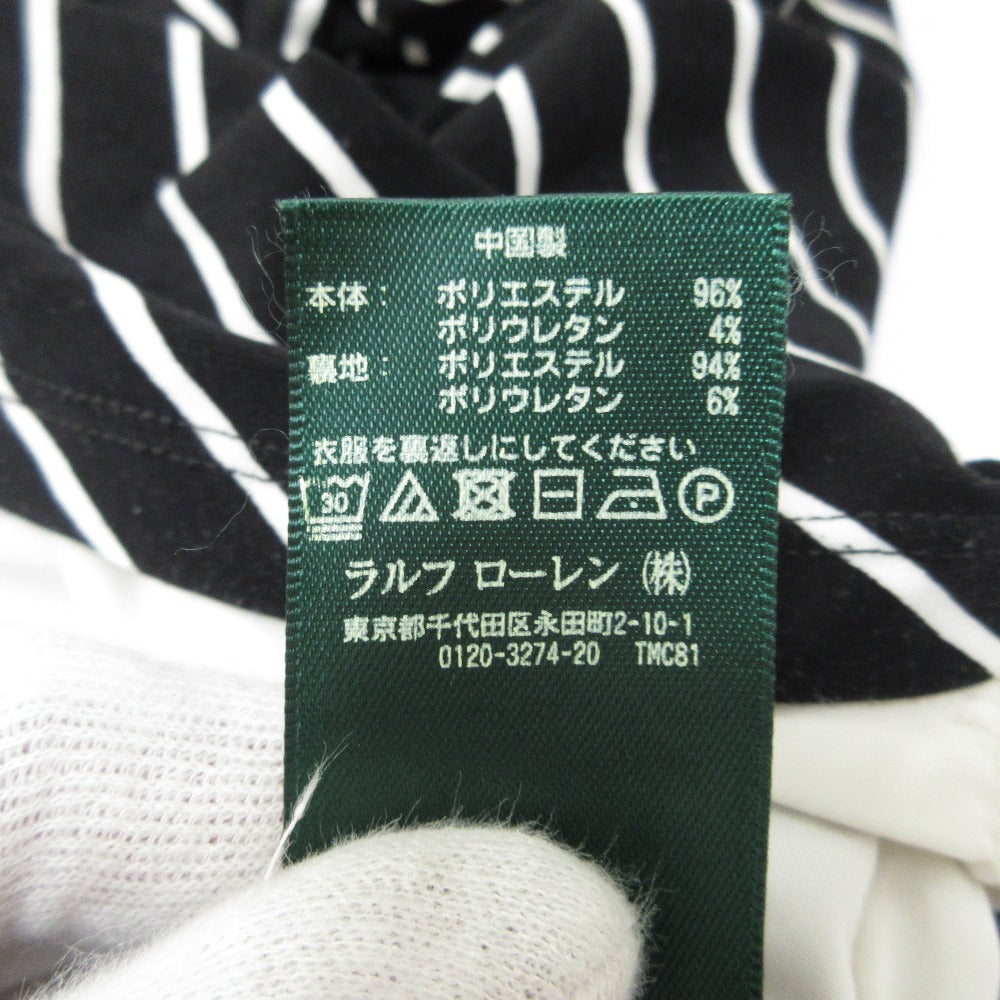 中国製
本体： ポリエステル 96%
ポリウレタン 4%
裏地： ポリエステル 94%
ポリウレタン 6%
衣服を裏返しにしてください
30 P
ラルフ ローレン (株)
東京都千代田区永田町2-10-1
0120-3274-20 TMC81